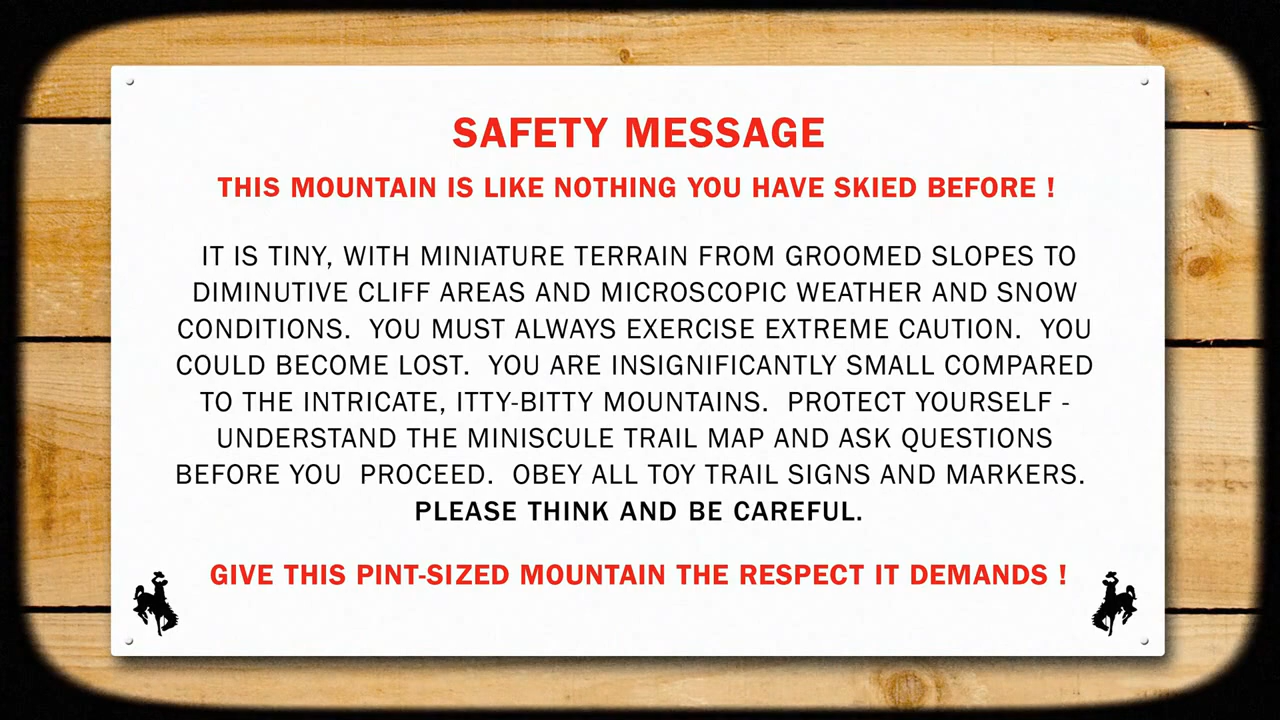 SAFETY MESSAGE
THIS MOUNTAIN IS LIKE NOTHING YOU HAVE SKIED BEFORE !
IT IS TINY, WITH MINIATURE TERRAIN FROM GROOMED SLOPES TO
DIMINUTIVE CLIFF AREAS AND MICROSCOPIC WEATHER AND SNOW
CONDITIONS.  YOU MUST ALWAYS EXERCISE EXTREME CAUTION.  YOU
COULD BECOME LOST.  YOU ARE INSIGNIFICANTLY SMALL COMPARED
TO THE INTRICATE, ITTY-BITTY MOUNTAINS.  PROTECT YOURSELF -
UNDERSTAND THE MINISCULE TRAIL MAP AND ASK QUESTIONS
BEFORE YOU  PROCEED.  OBEY ALL TOY TRAIL SIGNS AND MARKERS.
PLEASE THINK AND BE CAREFUL.
GIVE THIS PINT-SIZED MOUNTAIN THE RESPECT IT DEMANDS !